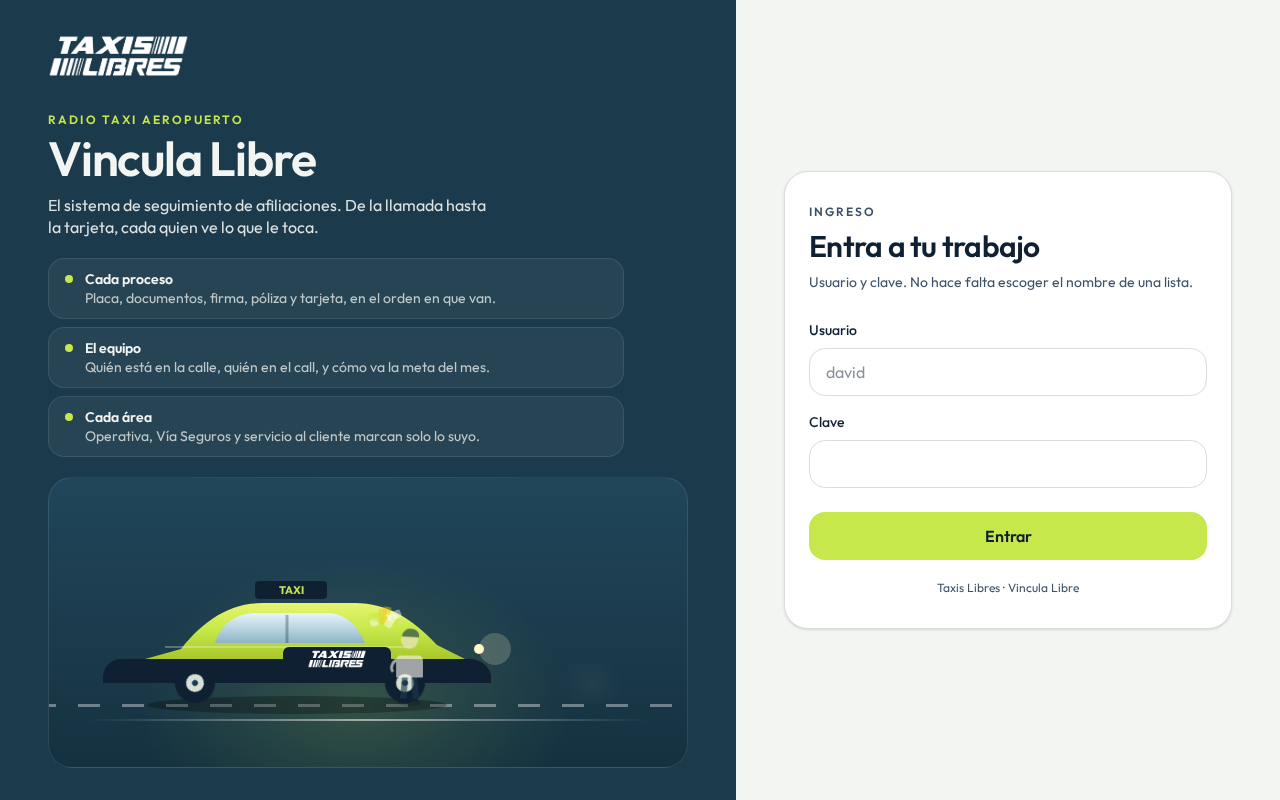 TAXIS
LIBRES
RADIO TAXI AEROPUERTO
Vincula Libre
El sistema de seguimiento de afiliaciones. De la llamada hasta
la tarjeta, cada quien ve lo que le toca.
Cada proceso
Placa, documentos, firma, póliza y tarjeta, en el orden en que van.
El equipo
Quién está en la calle, quién en el call, y cómo va la meta del mes.
Cada área
Operativa, Vía Seguros y servicio al cliente marcan solo lo suyo.
TAXI
TAXIS
LIBRES
INGRESO
Entra a tu trabajo
Usuario y clave. No hace falta escoger el nombre de una lista.
Usuario
david
Clave
Entrar
Taxis Libres · Vincula Libre